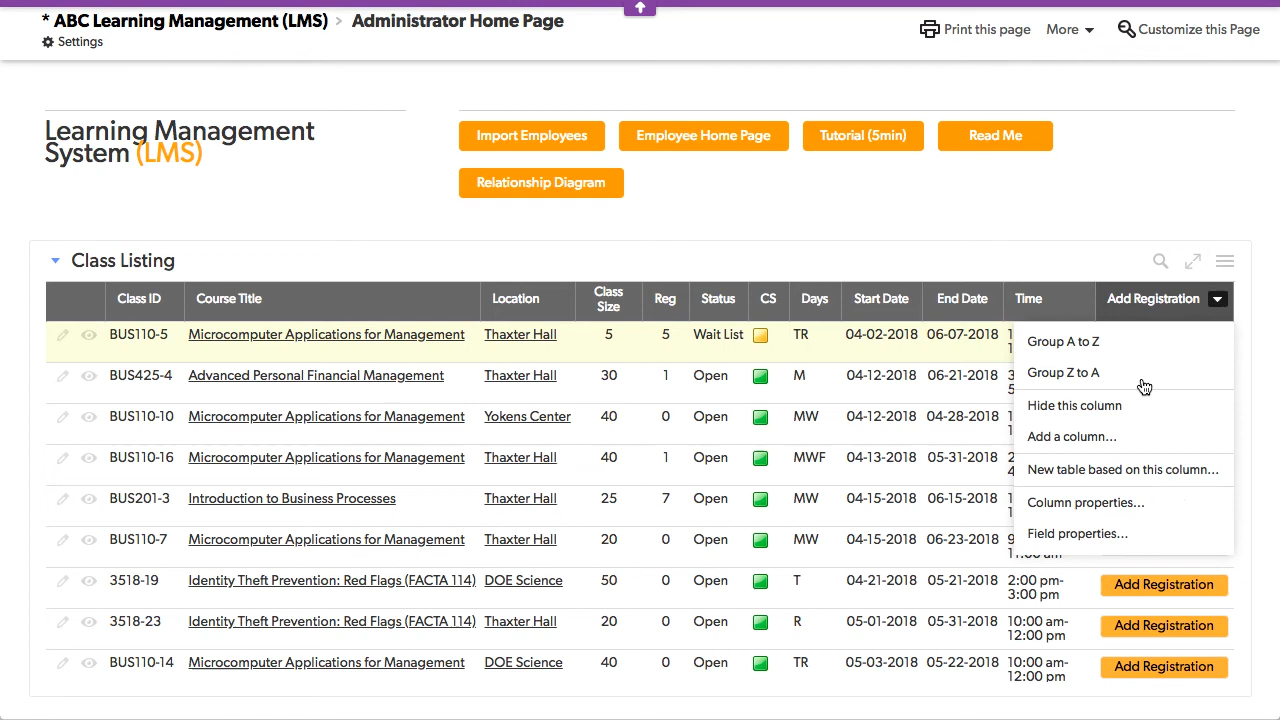 * ABC Learning Management (LMS) > Administrator Home Page
Settings
Print this page More Customize this Page
Learning Management
System (LMS)
Import Employees Employee Home Page Tutorial (5min) Read Me
Relationship Diagram
Class Listing
Class ID Course Title Location Class Size Reg Status CS Days Start Date End Date Time Add Registration
BUS110-5 Microcomputer Applications for Management Thaxter Hall 5 5 Wait List TR 04-02-2018 06-07-2018
BUS425-4 Advanced Personal Financial Management Thaxter Hall 30 1 Open M 04-12-2018 06-21-2018
BUS110-10 Microcomputer Applications for Management Yokens Center 40 0 Open MW 04-12-2018 04-28-2018
BUS110-16 Microcomputer Applications for Management Thaxter Hall 40 1 Open MWF 04-13-2018 05-31-2018
BUS201-3 Introduction to Business Processes Thaxter Hall 25 7 Open MW 04-15-2018 06-15-2018
BUS110-7 Microcomputer Applications for Management Thaxter Hall 20 0 Open MW 04-15-2018 06-23-2018
3518-19 Identity Theft Prevention: Red Flags (FACTA 114) DOE Science 50 0 Open T 04-21-2018 05-21-2018 2:00 pm-3:00 pm Add Registration
3518-23 Identity Theft Prevention: Red Flags (FACTA 114) Thaxter Hall 20 0 Open R 05-01-2018 05-31-2018 10:00 am-12:00 pm Add Registration
BUS110-14 Microcomputer Applications for Management DOE Science 40 0 Open TR 05-03-2018 05-22-2018 10:00 am-12:00 pm Add Registration
Group A to Z
Group Z to A
Hide this column
Add a column...
New table based on this column...
Column properties...
Field properties...